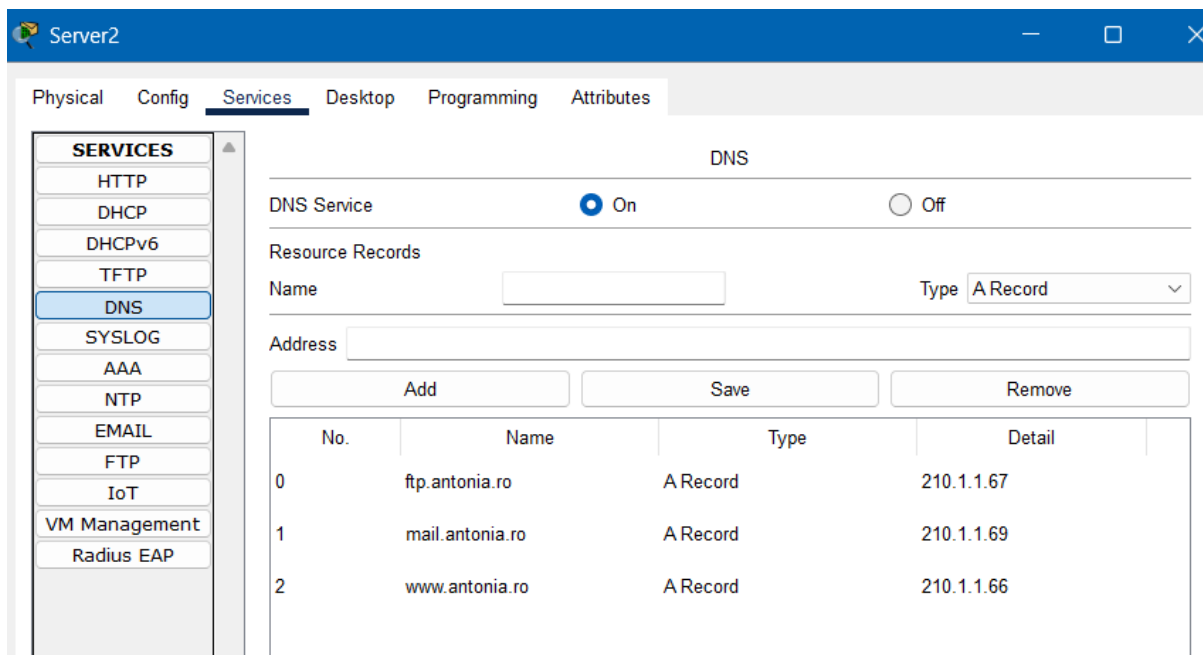 Server2
Physical Config Services Desktop Programming Attributes
SERVICES
HTTP
DHCP
DHCPv6
TFTP
DNS
SYSLOG
AAA
NTP
EMAIL
FTP
IoT
VM Management
Radius EAP
DNS
DNS Service On Off
Resource Records
Name Type A Record
Address
Add Save Remove
No. Name Type Detail
0 ftp.antonia.ro A Record 210.1.1.67
1 mail.antonia.ro A Record 210.1.1.69
2 www.antonia.ro A Record 210.1.1.66